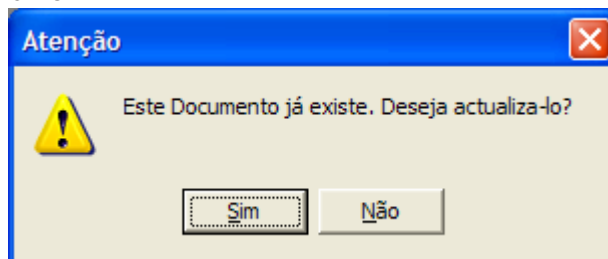 Atenção
Este Documento já existe. Deseja actualiza-lo?
Sim
Não